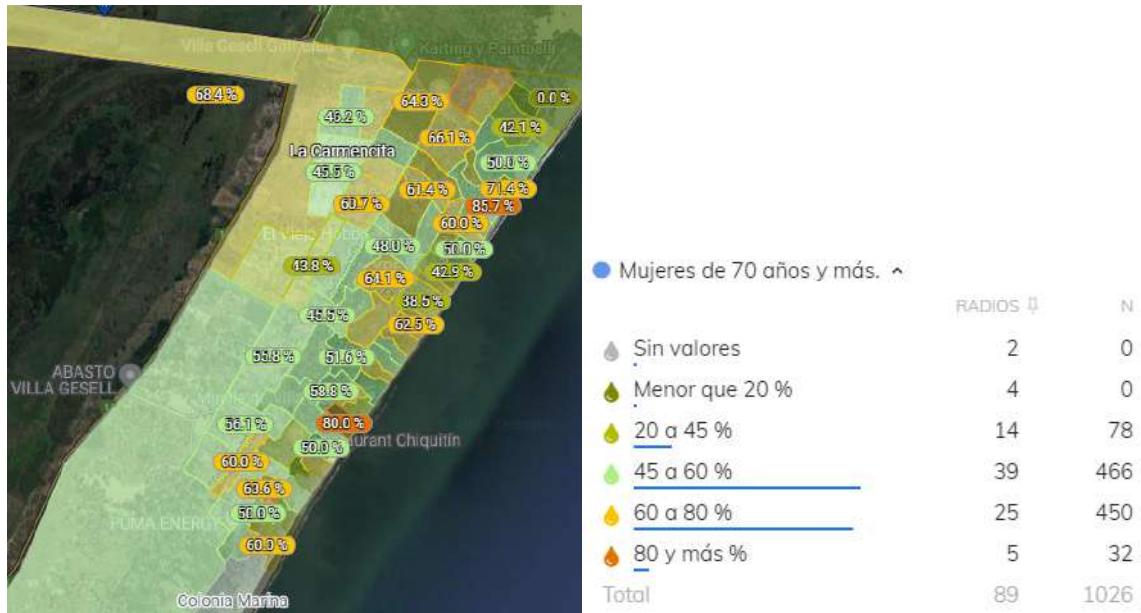 Villa Gesell Golf Club
Karting y Paintball
68.4 %
64.3 %
0.0 %
46.2 %
66.1 %
42.1 %
La Carmencita
50.0 %
45.5 %
61.4 %
71.4 %
60.7 %
85.7 %
60.0 %
El Viejo Hobbit
48.0 %
50.0 %
43.8 %
64.1 %
42.9 %
38.5 %
45.5 %
62.5 %
55.8 %
51.6 %
ABASTO
VILLA GESELL
58.8 %
56.1 %
80.0 %
aurant Chiquitín
50.0 %
60.0 %
63.6 %
PUMA ENERGY
50.0 %
60.0 %
Colonia Marina
Mujeres de 70 años y más.
RADIOS N
Sin valores 2 0
Menor que 20 % 4 0
20 a 45 % 14 78
45 a 60 % 39 466
60 a 80 % 25 450
80 y más % 5 32
Total 89 1026